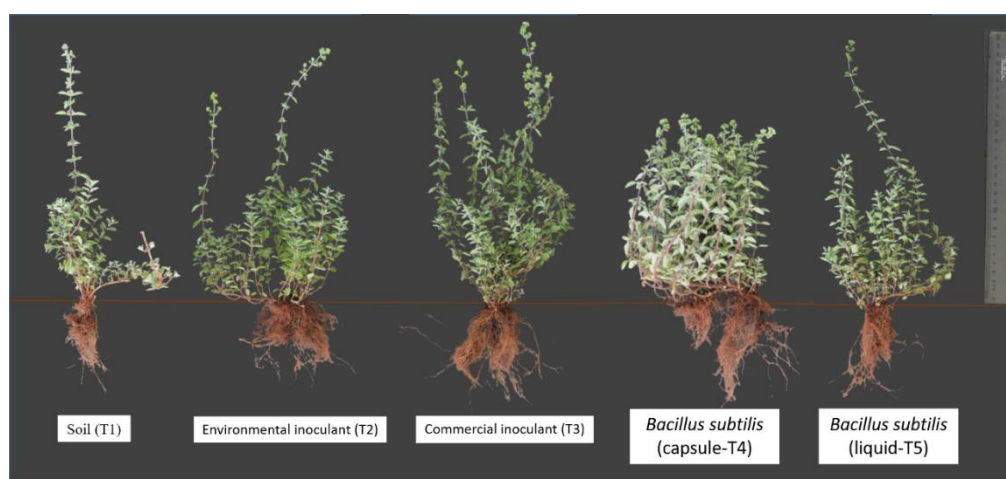 Soil (T1)
Environmental inoculant (T2)
Commercial inoculant (T3)
Bacillus subtilis
(capsule-T4)
Bacillus subtilis
(liquid-T5)